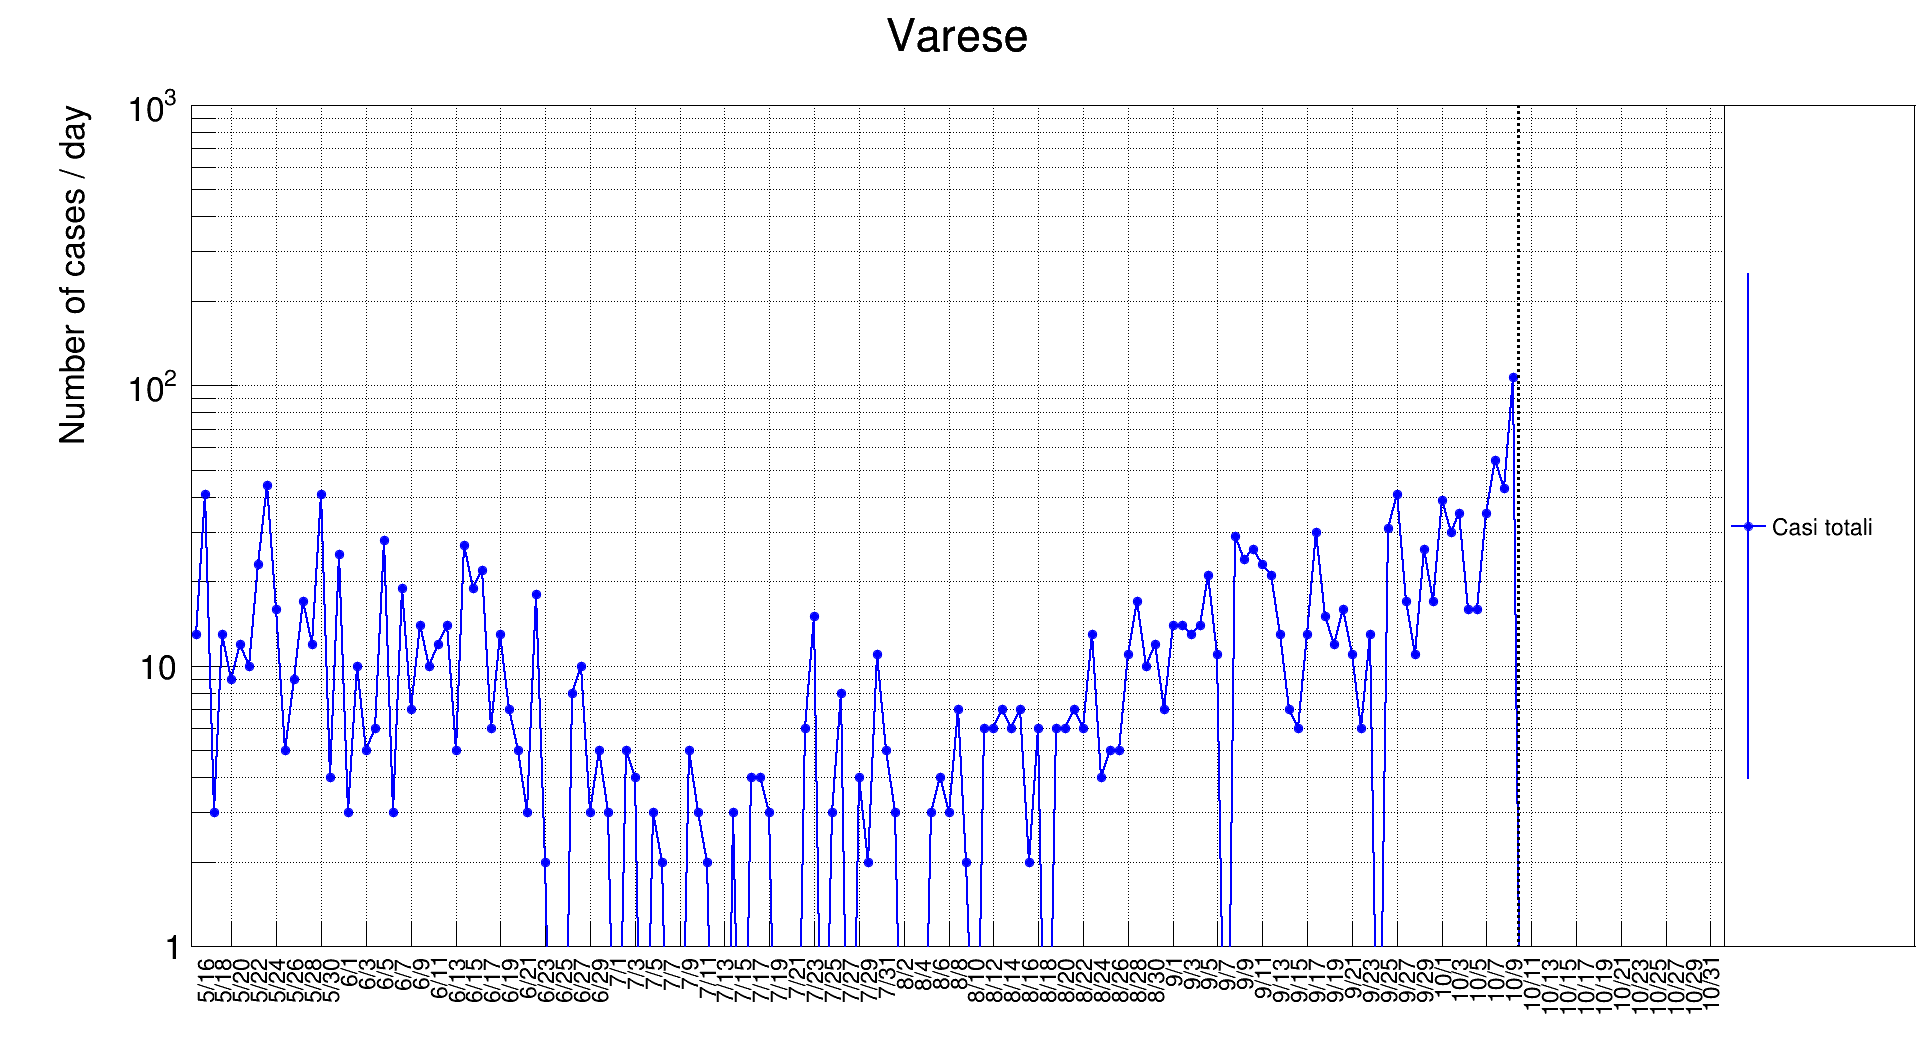 Varese
Number of cases / day
10³
10²
10
1
5/16 5/18 5/20 5/22 5/24 5/26 5/28 5/30 6/1 6/3 6/5 6/7 6/9 6/11 6/13 6/15 6/17 6/19 6/21 6/23 6/25 6/27 6/29 7/1 7/3 7/5 7/7 7/9 7/11 7/13 7/15 7/17 7/19 7/21 7/23 7/25 7/27 7/29 7/31 8/2 8/4 8/6 8/8 8/10 8/12 8/14 8/16 8/18 8/20 8/22 8/24 8/26 8/28 8/30 9/1 9/3 9/5 9/7 9/9 9/11 9/13 9/15 9/17 9/19 9/21 9/23 9/25 9/27 9/29 10/1 10/3 10/5 10/7 10/9 10/11 10/13 10/15 10/17 10/19 10/21 10/23 10/25 10/27 10/29 10/31
Casi totali